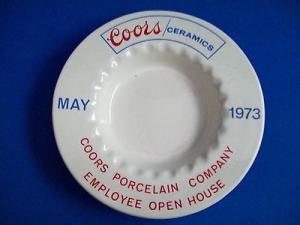 Coors CERAMICS
MAY 1973
COORS PORCELAIN COMPANY
EMPLOYEE OPEN HOUSE